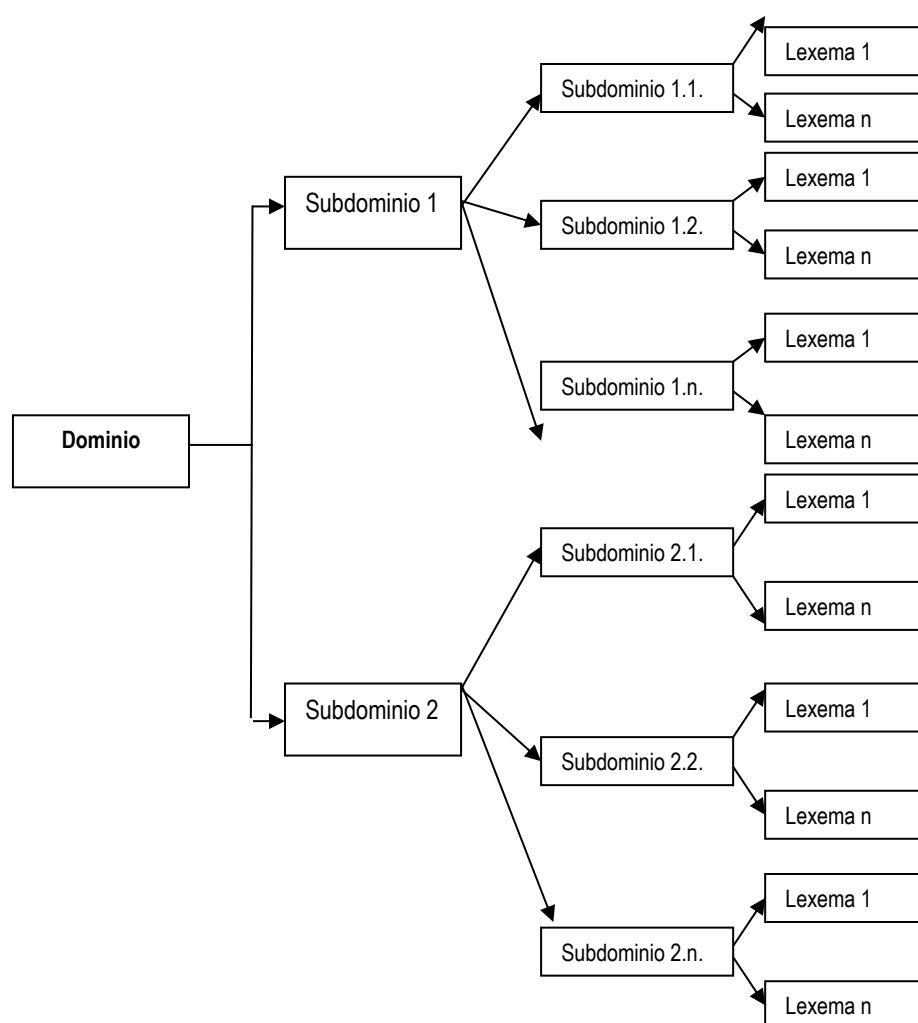 Lexema 1
Subdominio 1.1.
Lexema n
Lexema 1
Subdominio 1
Subdominio 1.2.
Lexema n
Lexema 1
Subdominio 1.n.
Dominio
Lexema n
Lexema 1
Subdominio 2.1.
Lexema n
Subdominio 2
Lexema 1
Subdominio 2.2.
Lexema n
Lexema 1
Subdominio 2.n.
Lexema n